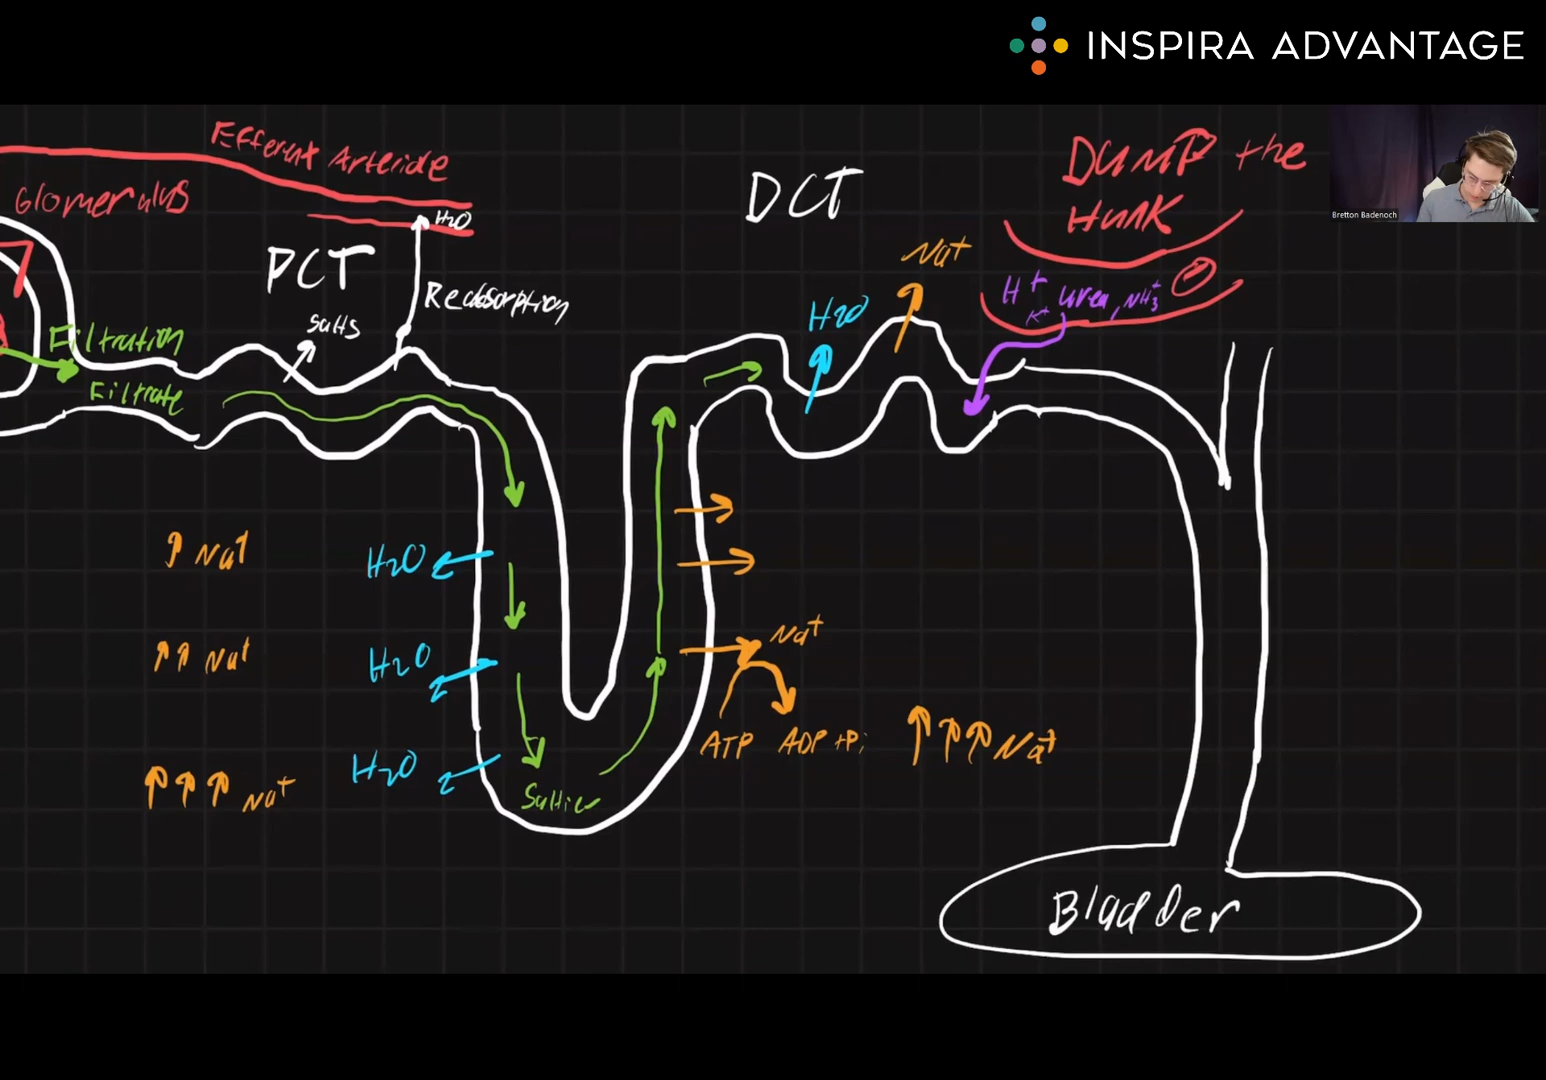 INSPIRA ADVANTAGE
Efferent Arteriole
Glomerulus
H2O
PCT
Reabsorption
salts
Filtration
Filtrate
DCT
DUMP the
HUNK
Na+
H+ urea, NH3+
K+
H2O
Bretton Badenoch
↑ Na+
H2O
↑↑ Na+
H2O
Na+
↑↑↑ Na+
H2O
ATP ADP + Pi
↑↑↑ Na+
Saltier
Bladder